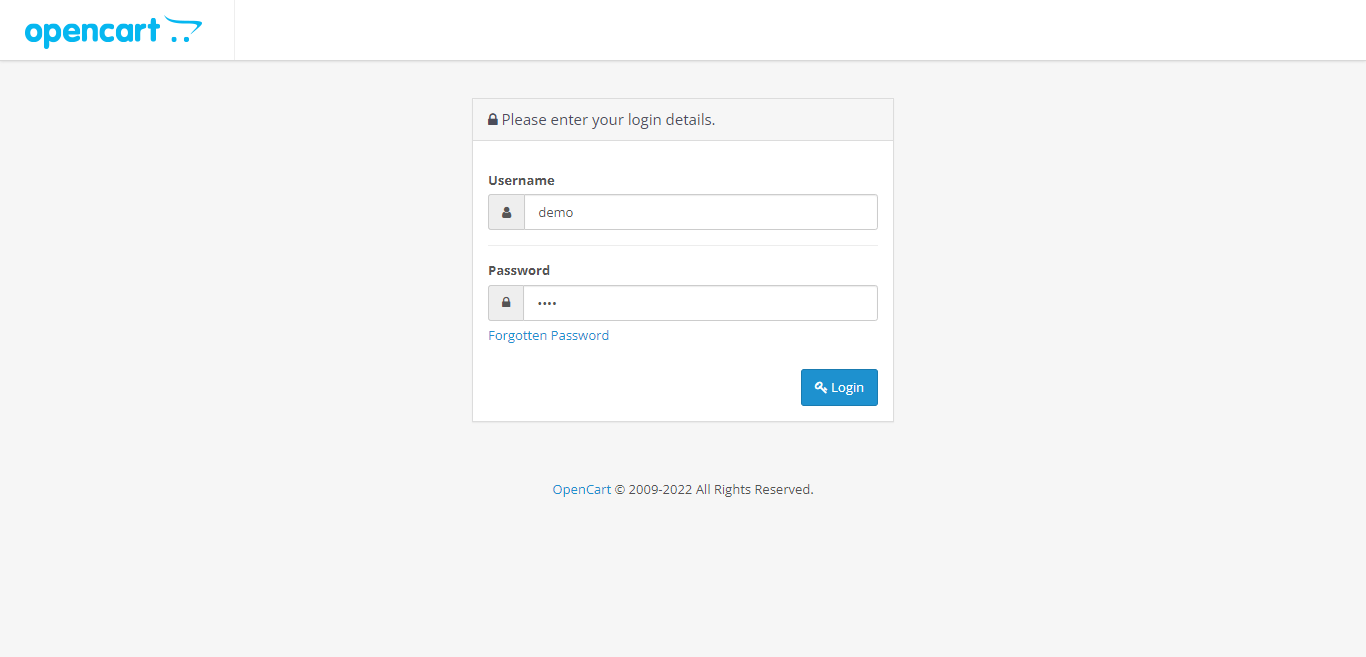 opencart
Please enter your login details.
Username
demo
Password
••••
Forgotten Password
Login
OpenCart © 2009-2022 All Rights Reserved.